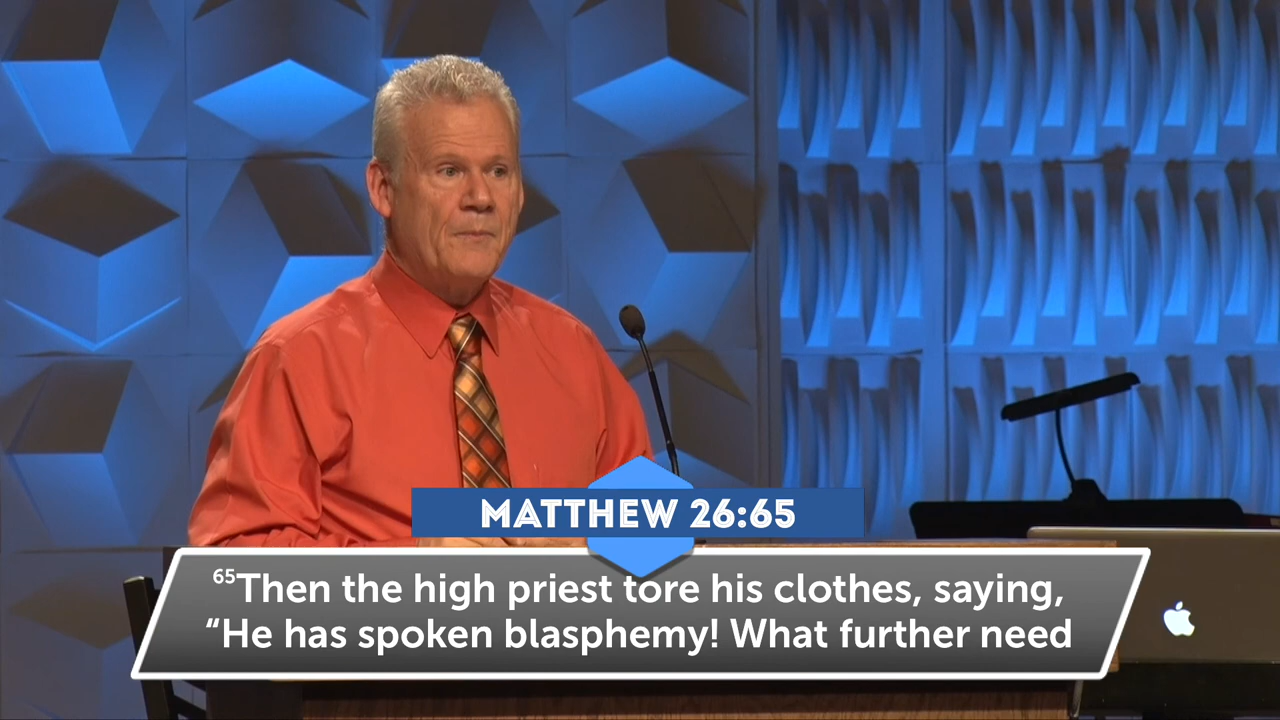 MATTHEW 26:65
65Then the high priest tore his clothes, saying,
“He has spoken blasphemy! What further need